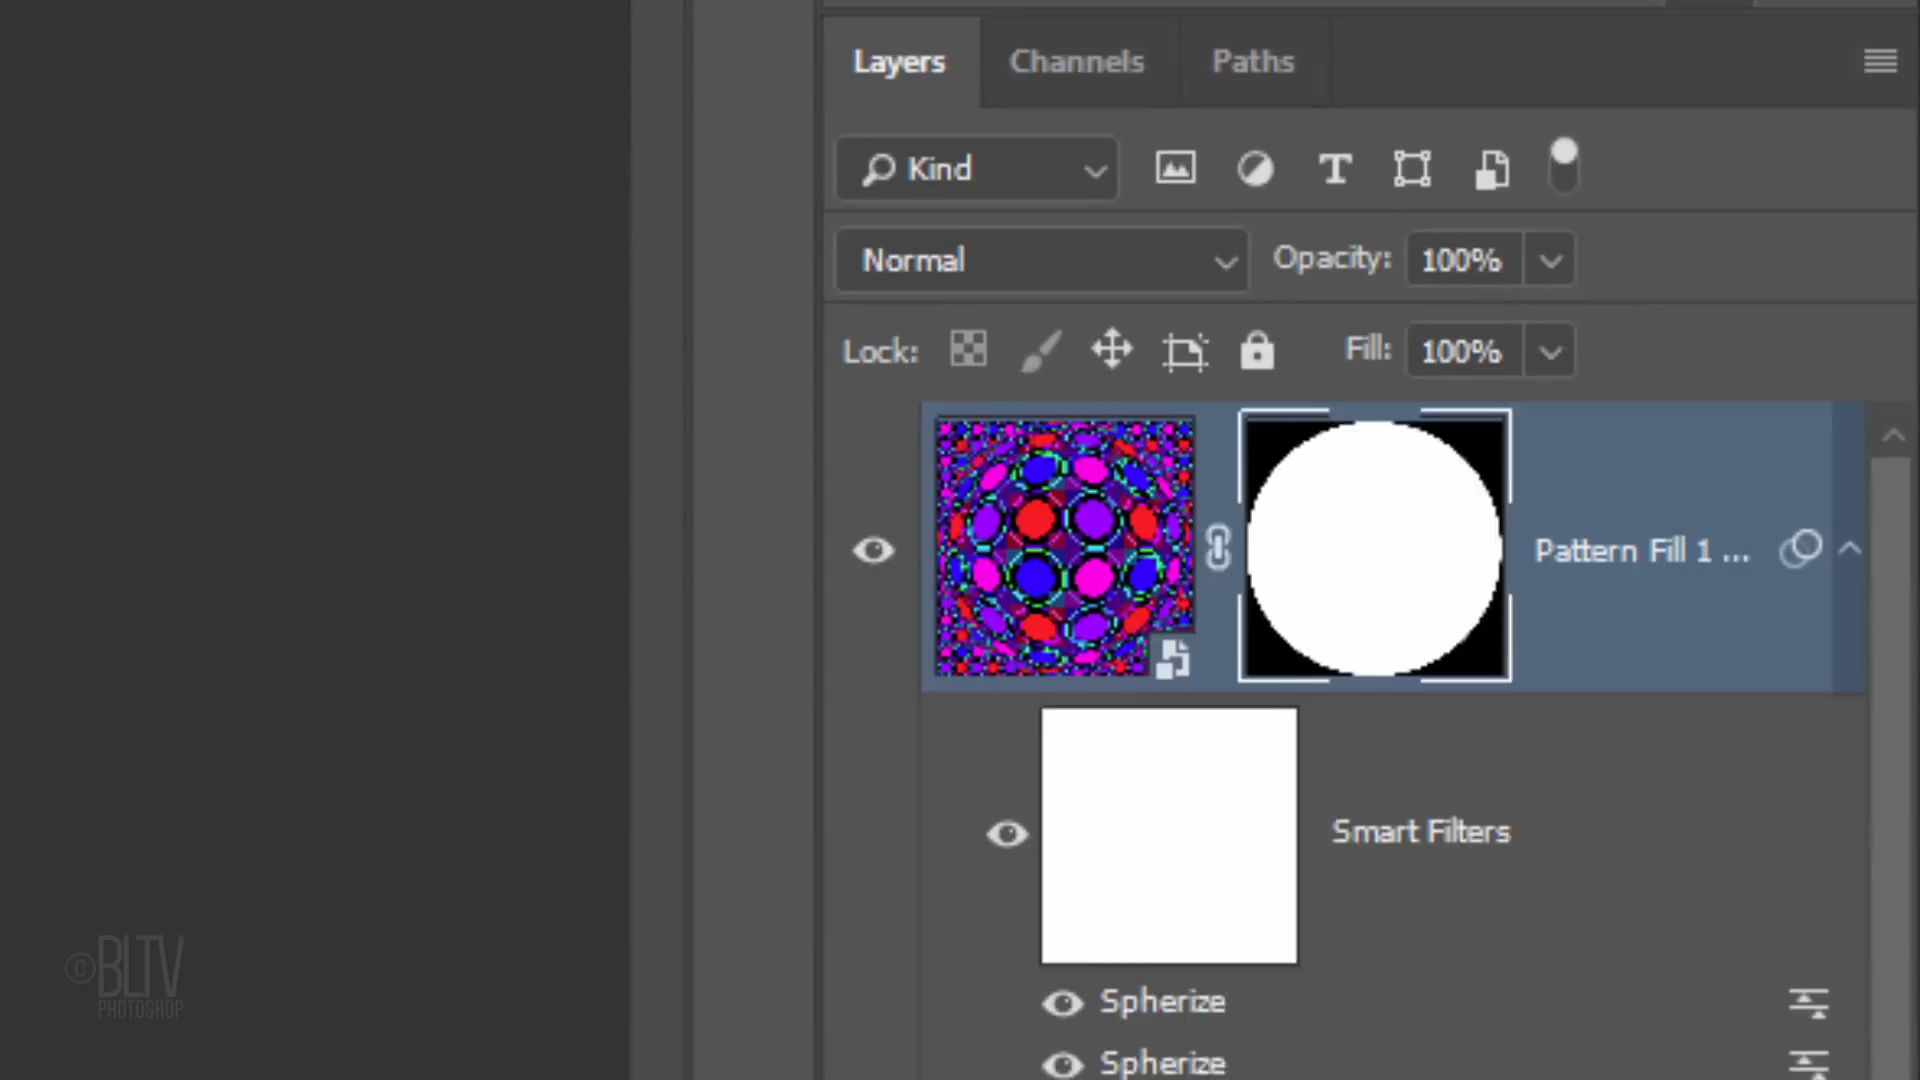 Layers Channels Paths
Kind T
Normal Opacity: 100%
Lock: Fill: 100%
Pattern Fill 1 ...
Smart Filters
Spherize
Spherize
©BLTV
PHOTOSHOP